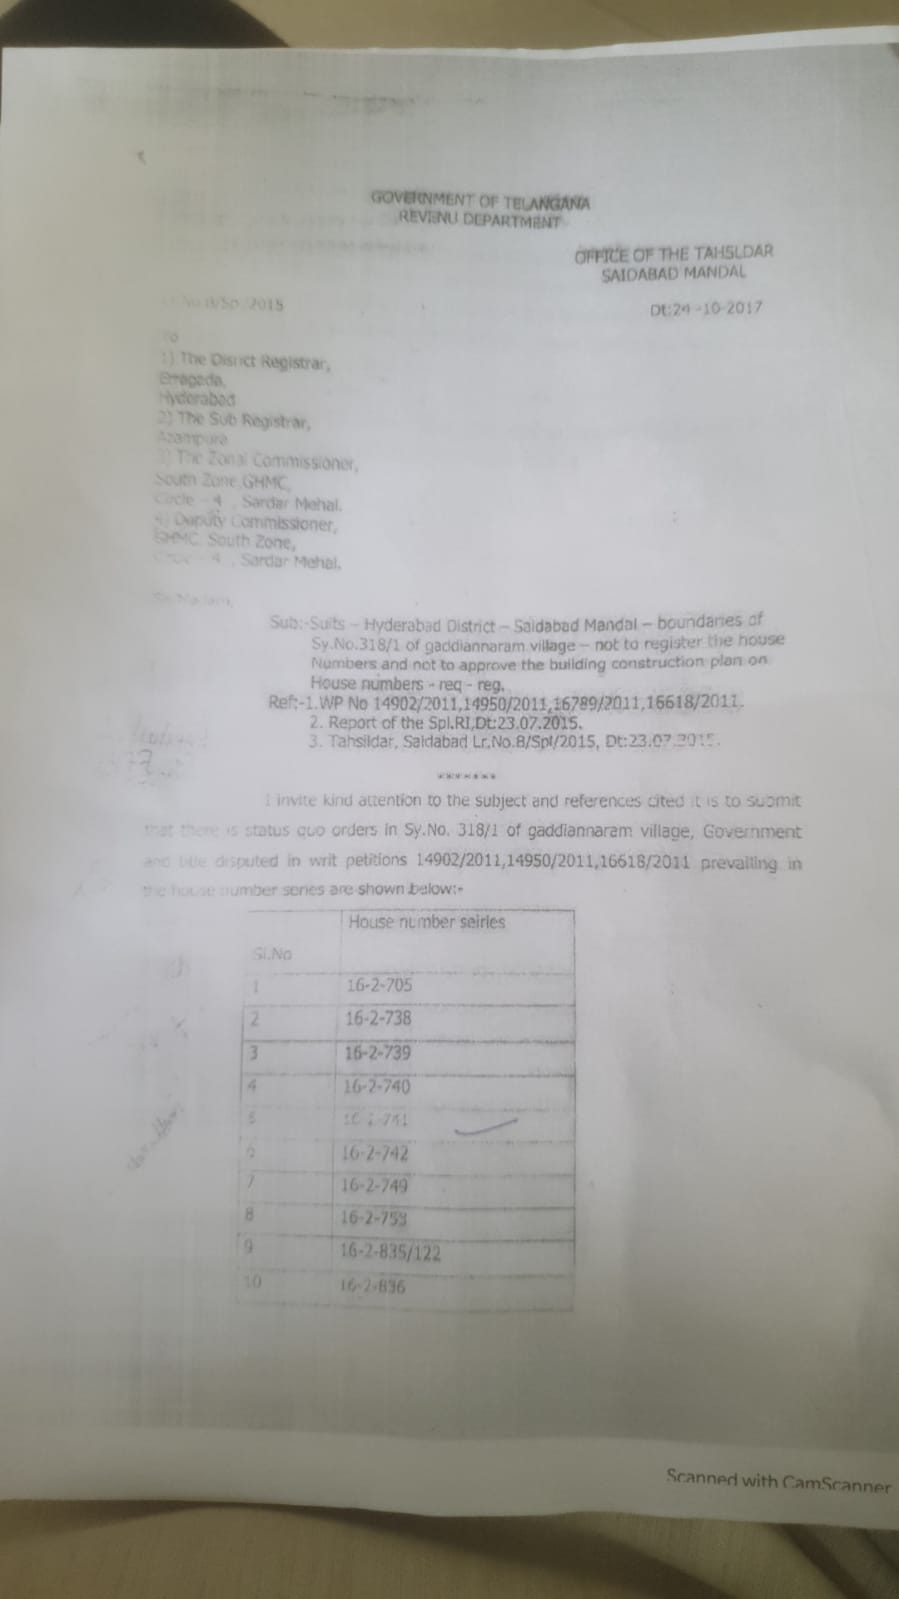 GOVERNMENT OF TELANGANA
REVENU DEPARTMENT
OFFICE OF THE TAHSLDAR
SAIDABAD MANDAL
/2015
Dt:24 -10-2017
To
1) The Disrict Registrar,
Erragada,
Hyderabad
2) The Sub Registrar,
Azampura
3) The Zonal Commissioner,
South Zone,GHMC,
Circle - 4 , Sardar Mehal.
4) Deputy Commissioner,
GHMC, South Zone,
Circle - 4 , Sardar Mehal.
Sir/Madam,
Sub:-Suits – Hyderabad District – Saidabad Mandal – boundaries of
Sy.No.318/1 of gaddiannaram village – not to register the house
Numbers and not to approve the building construction plan on
House numbers - req - reg.
Ref:-1.WP No 14902/2011,14950/2011,16789/2011,16618/2011.
2. Report of the Spl.RI,Dt:23.07.2015.
3. Tahsildar, Saidabad Lr.No.B/Spl/2015, Dt:23.07.2015.
*******
I invite kind attention to the subject and references cited it is to submit
that there is status quo orders in Sy.No. 318/1 of gaddiannaram village, Government
and title disputed in writ petitions 14902/2011,14950/2011,16618/2011 prevailing in
the house number series are shown below:-
House number seiries
Sl.No
1 16-2-705
2 16-2-738
3 16-2-739
4 16-2-740
5 16-2-741
6 16-2-742
7 16-2-749
8 16-2-759
9 16-2-835/122
10 16-2-836
Scanned with CamScanner